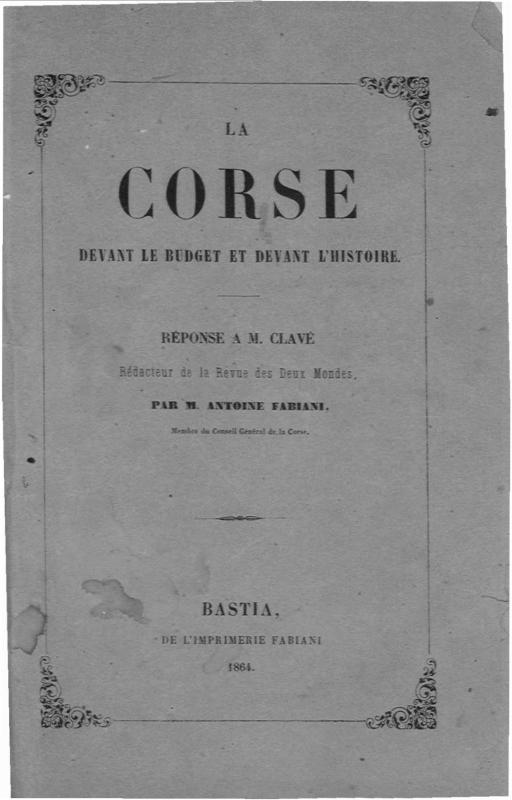 LA
CORSE
DEVANT LE BUDGET ET DEVANT L'HISTOIRE.
RÉPONSE A M. CLAVÉ
Rédacteur de la Revue des Deux Mondes,
PAR M. ANTOINE FABIANI,
Membre du Conseil Général de la Corse.
BASTIA,
DE L'IMPRIMERIE FABIANI
1864.